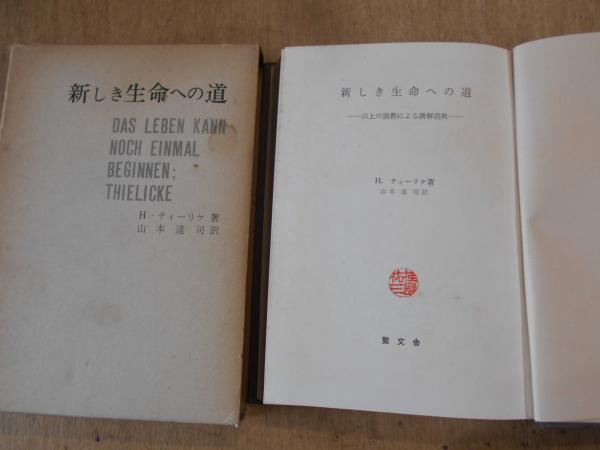 新しき生命への道
DAS LEBEN KANN
NOCH EINMAL
BEGINNEN;
THIELICKE
H・ティーリケ 著
山本達司訳
新しき生命への道
——山上の説教による講解説教——
H. ティーリケ著
山本達司訳
聖文舎